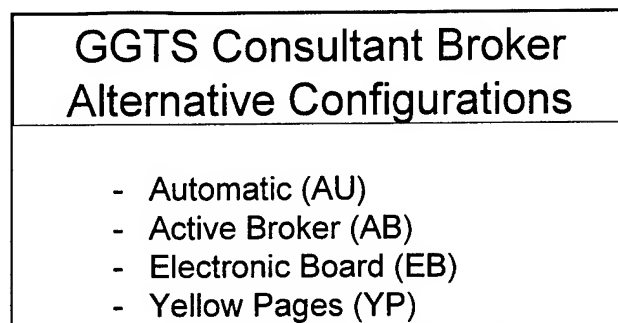 GGTS Consultant Broker
Alternative Configurations
- Automatic (AU)
- Active Broker (AB)
- Electronic Board (EB)
- Yellow Pages (YP)